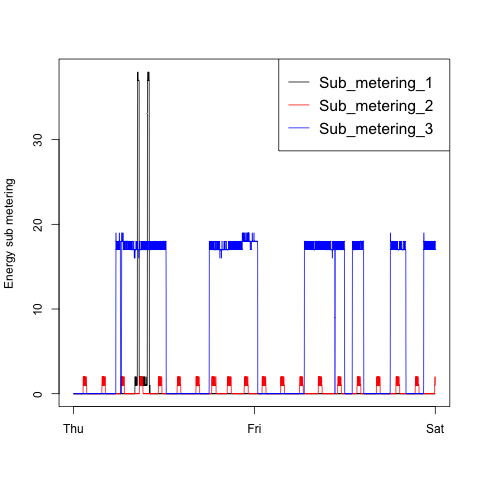 Sub_metering_1
Sub_metering_2
Sub_metering_3
Energy sub metering
30
20
10
0
Thu Fri Sat